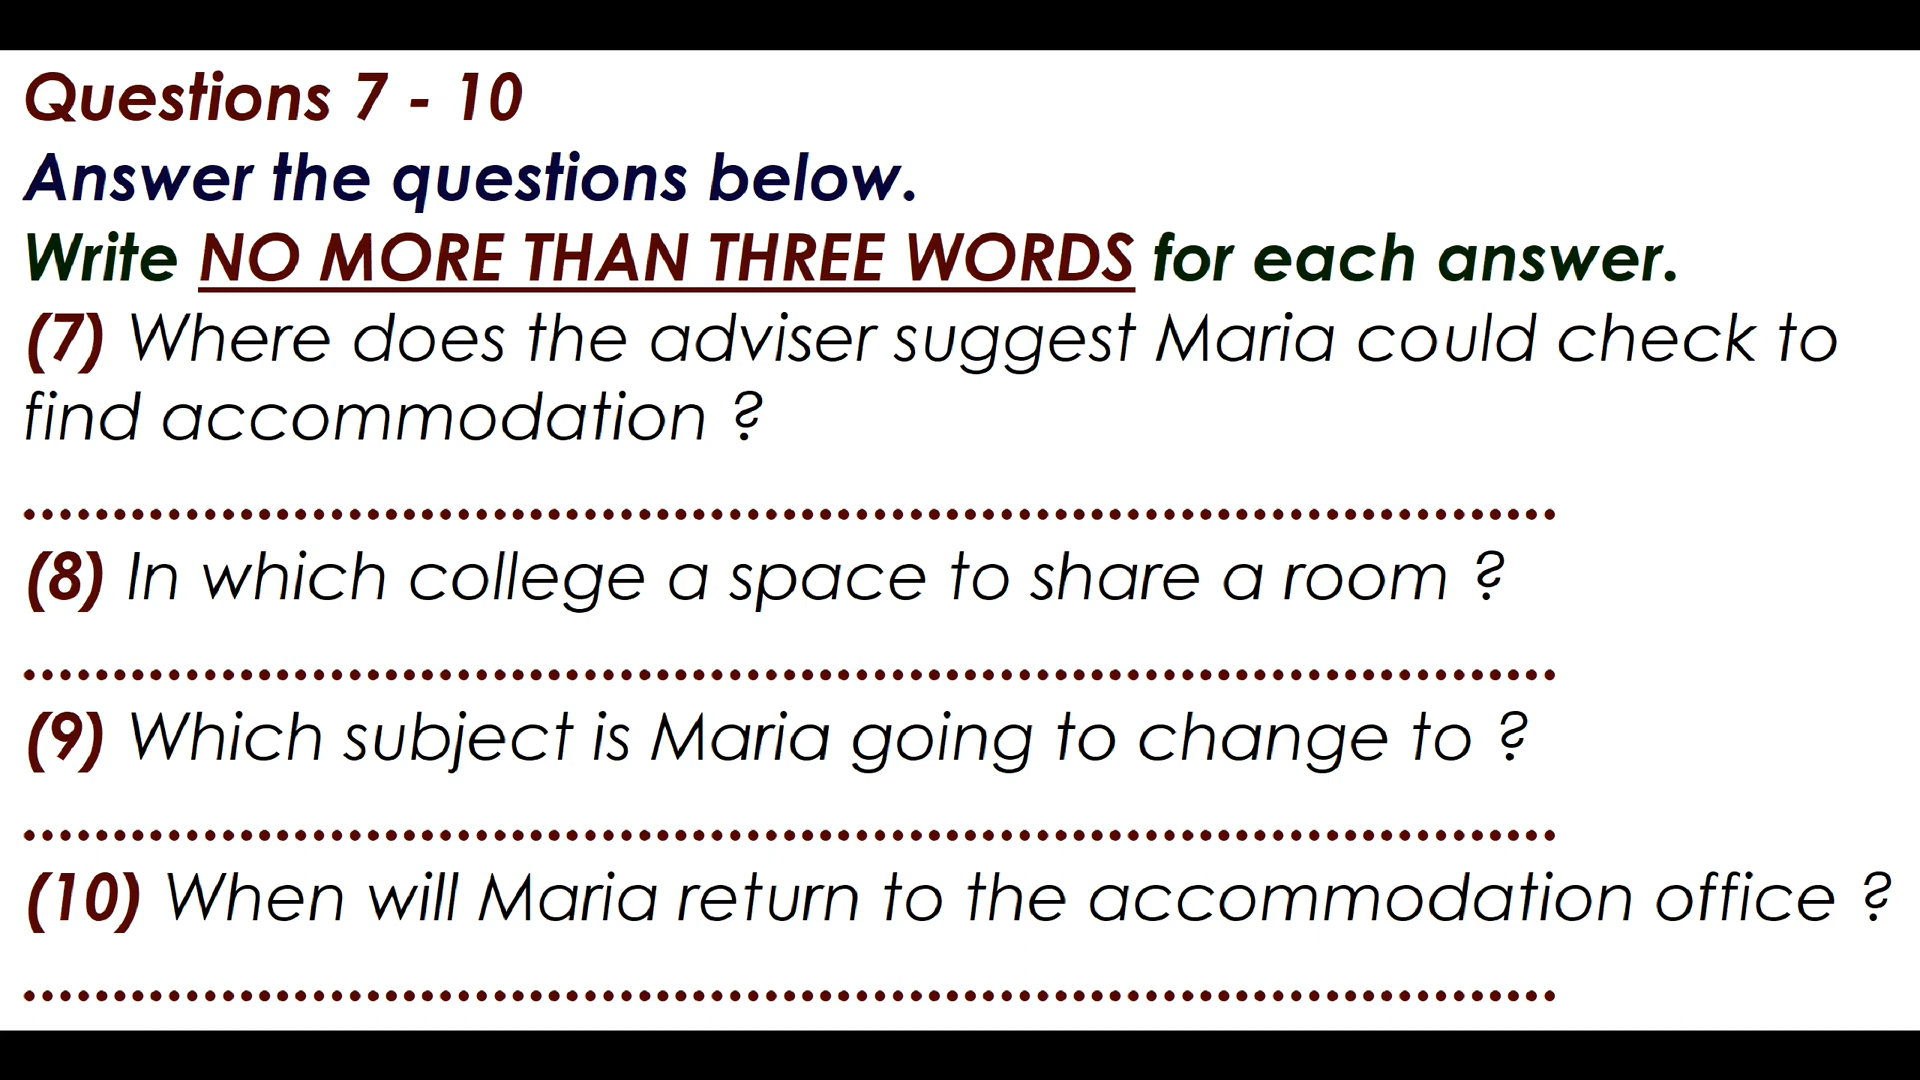 Questions 7 - 10
Answer the questions below.
Write NO MORE THAN THREE WORDS for each answer.
(7) Where does the adviser suggest Maria could check to
find accommodation ?
.....................................................................................
(8) In which college a space to share a room ?
.....................................................................................
(9) Which subject is Maria going to change to ?
.....................................................................................
(10) When will Maria return to the accommodation office ?
.....................................................................................